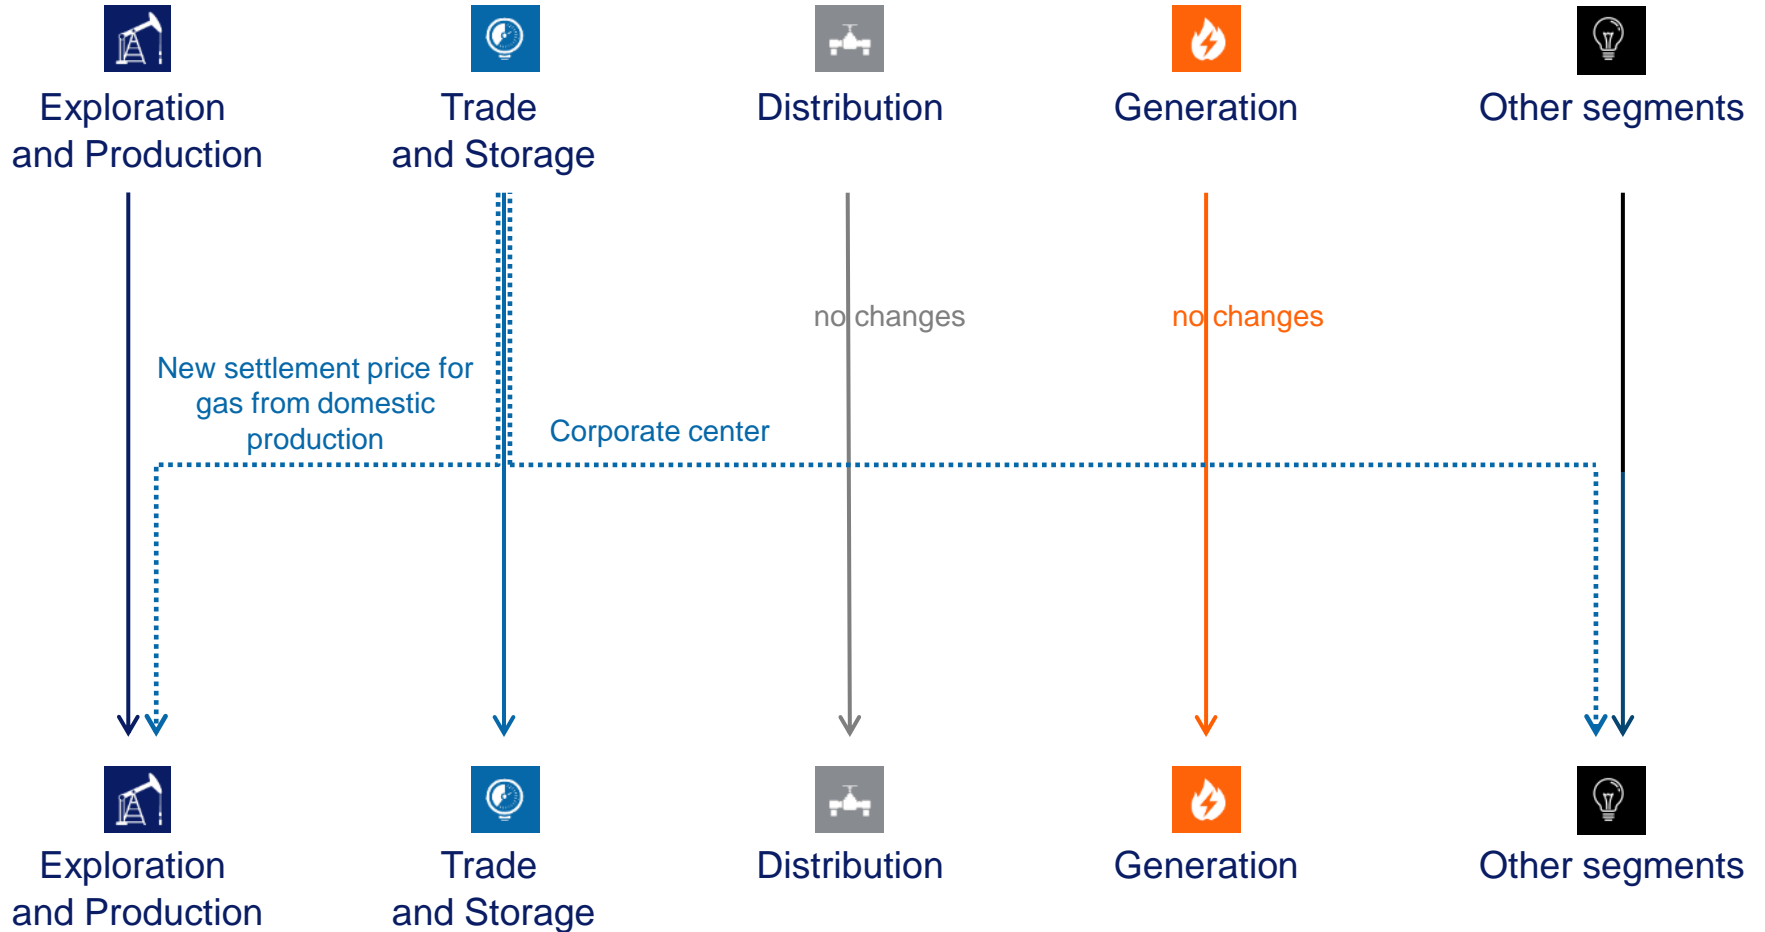 Exploration
and Production
Trade
and Storage
Distribution
Generation
Other segments
no changes
no changes
New settlement price for
gas from domestic
production
Corporate center
Exploration
and Production
Trade
and Storage
Distribution
Generation
Other segments